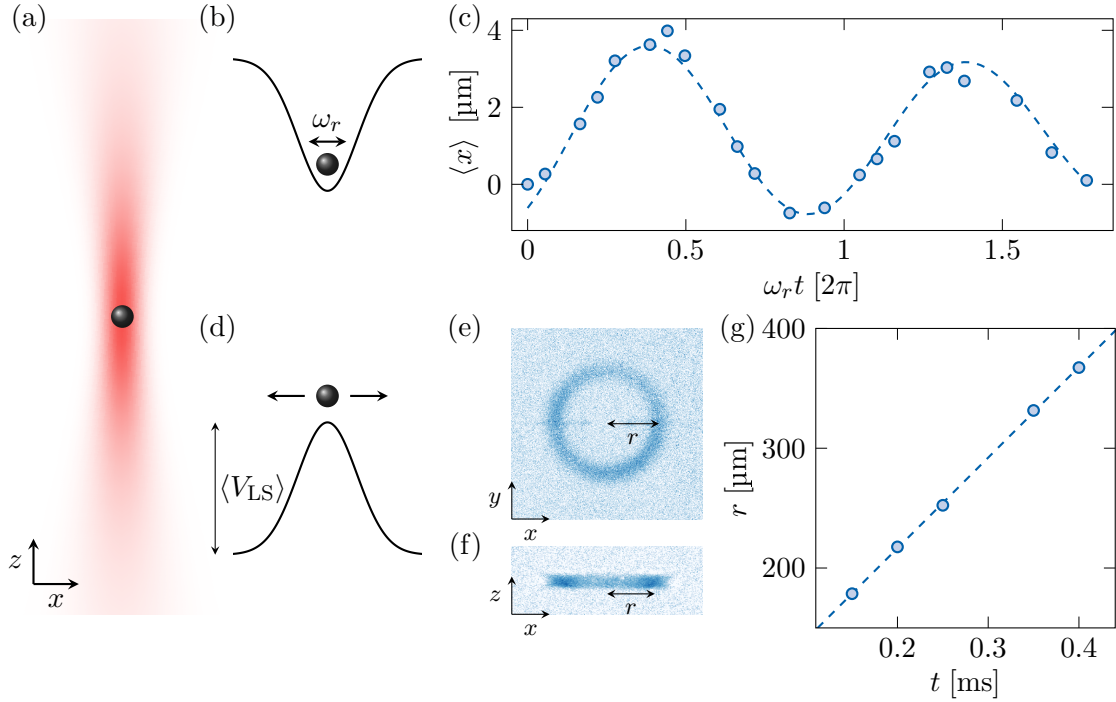 (a)
z
x
(b)
ω_r
(c)
⟨x⟩ [µm]
4
2
0
0
0.5
1
1.5
ω_r t [2π]
(d)
⟨V_LS⟩
(e)
r
y
x
(f)
r
z
x
(g)
r [µm]
400
300
200
0.2
0.3
0.4
t [ms]